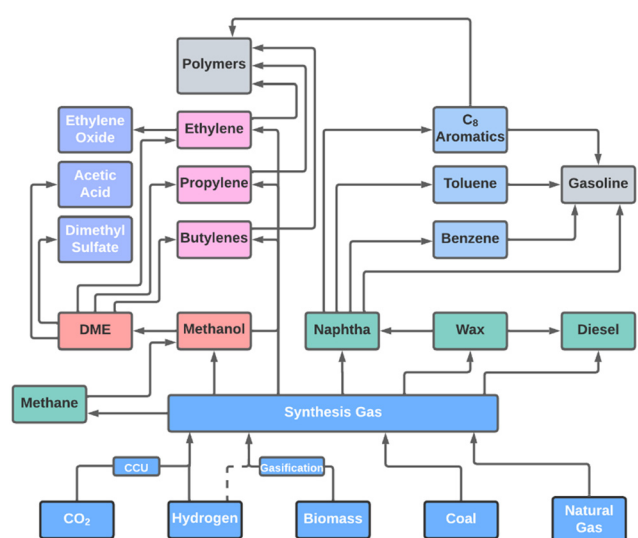 Polymers
Ethylene
Oxide
Ethylene
C₈
Aromatics
Acetic
Acid
Propylene
Toluene
Gasoline
Dimethyl
Sulfate
Butylenes
Benzene
DME
Methanol
Naphtha
Wax
Diesel
Methane
Synthesis Gas
CCU
Gasification
CO₂
Hydrogen
Biomass
Coal
Natural
Gas